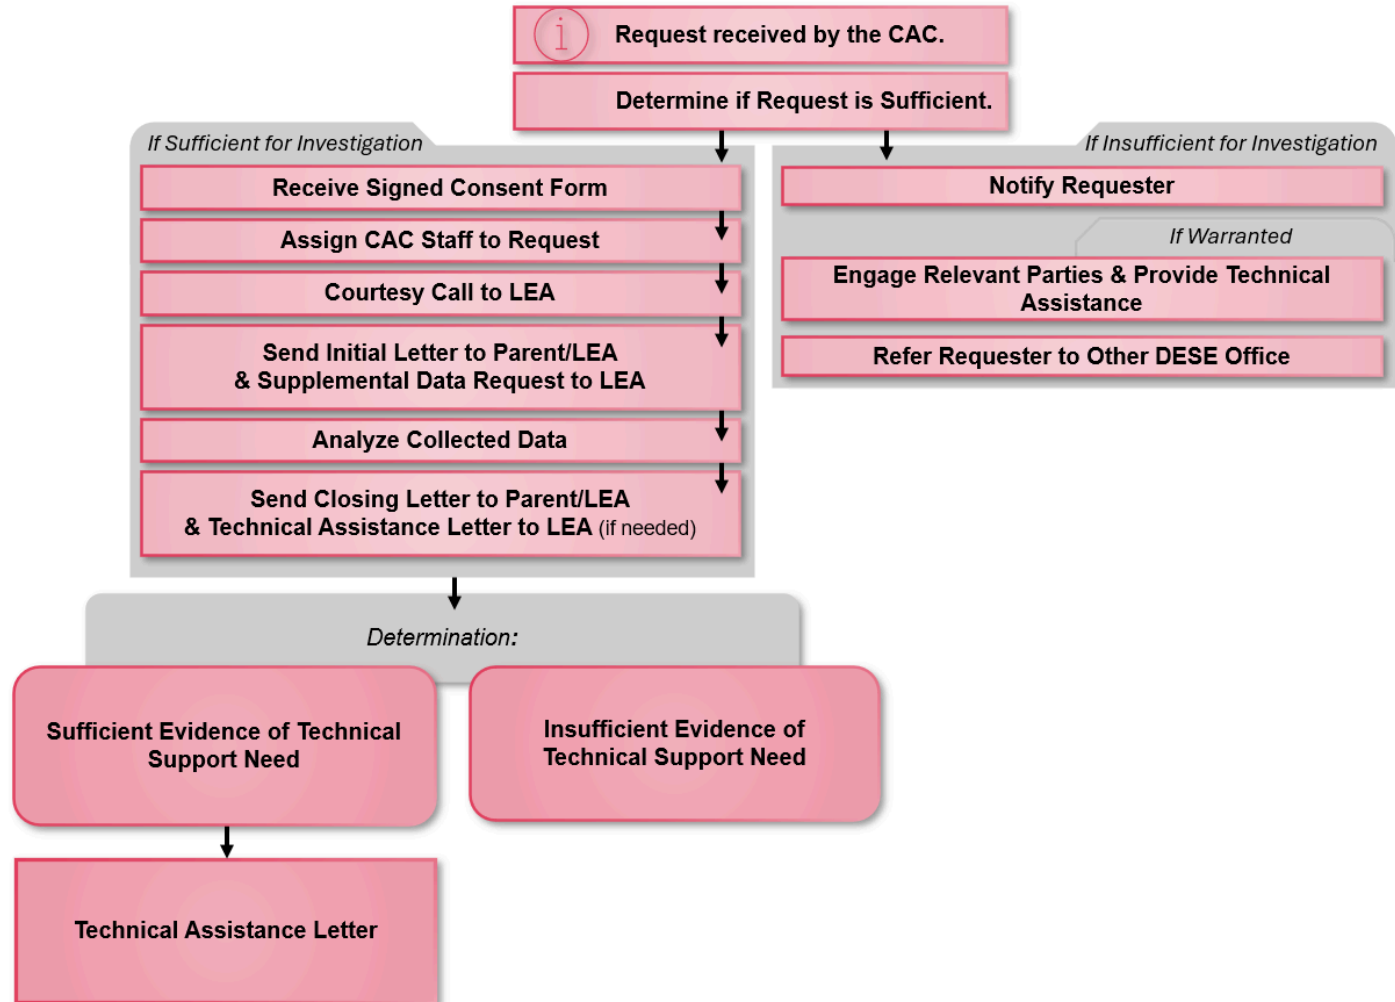 Request received by the CAC.
Determine if Request is Sufficient.
If Sufficient for Investigation
Receive Signed Consent Form
Assign CAC Staff to Request
Courtesy Call to LEA
Send Initial Letter to Parent/LEA
& Supplemental Data Request to LEA
Analyze Collected Data
Send Closing Letter to Parent/LEA
& Technical Assistance Letter to LEA (if needed)
If Insufficient for Investigation
Notify Requester
If Warranted
Engage Relevant Parties & Provide Technical
Assistance
Refer Requester to Other DESE Office
Determination:
Sufficient Evidence of Technical
Support Need
Insufficient Evidence of
Technical Support Need
Technical Assistance Letter